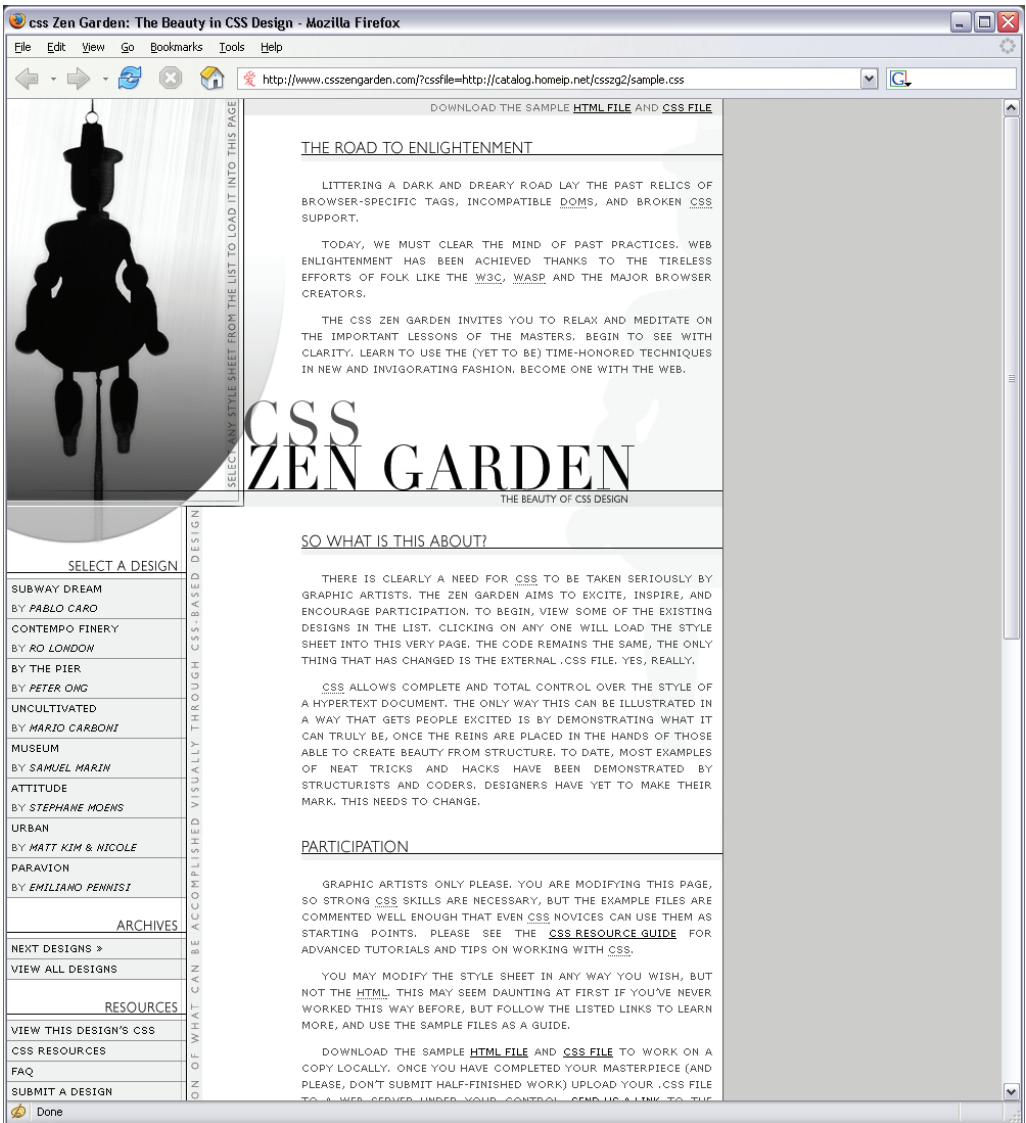 css Zen Garden: The Beauty in CSS Design - Mozilla Firefox
File Edit View Go Bookmarks Tools Help
http://www.csszengarden.com/?cssfile=http://catalog.homeip.net/csszg2/sample.css
G
DOWNLOAD THE SAMPLE HTML FILE AND CSS FILE
SELECT ANY STYLE SHEET FROM THE LIST TO LOAD IT INTO THIS PAGE
THE ROAD TO ENLIGHTENMENT
LITTERING A DARK AND DREARY ROAD LAY THE PAST RELICS OF
BROWSER-SPECIFIC TAGS, INCOMPATIBLE DOMS, AND BROKEN CSS
SUPPORT.
TODAY, WE MUST CLEAR THE MIND OF PAST PRACTICES. WEB
ENLIGHTENMENT HAS BEEN ACHIEVED THANKS TO THE TIRELESS
EFFORTS OF FOLK LIKE THE W3C, WASP AND THE MAJOR BROWSER
CREATORS.
THE CSS ZEN GARDEN INVITES YOU TO RELAX AND MEDITATE ON
THE IMPORTANT LESSONS OF THE MASTERS. BEGIN TO SEE WITH
CLARITY. LEARN TO USE THE (YET TO BE) TIME-HONORED TECHNIQUES
IN NEW AND INVIGORATING FASHION. BECOME ONE WITH THE WEB.
CSS
ZEN GARDEN
THE BEAUTY OF CSS DESIGN
ON OF WHAT CAN BE ACCOMPLISHED VISUALLY THROUGH CSS-BASED DESIGN
SELECT A DESIGN
SUBWAY DREAM
BY PABLO CARO
CONTEMPO FINERY
BY RO LONDON
BY THE PIER
BY PETER ONG
UNCULTIVATED
BY MARIO CARBONI
MUSEUM
BY SAMUEL MARIN
ATTITUDE
BY STEPHANE MOENS
URBAN
BY MATT KIM & NICOLE
PARAVION
BY EMILIANO PENNISI
ARCHIVES
NEXT DESIGNS »
VIEW ALL DESIGNS
RESOURCES
VIEW THIS DESIGN'S CSS
CSS RESOURCES
FAQ
SUBMIT A DESIGN
SO WHAT IS THIS ABOUT?
THERE IS CLEARLY A NEED FOR CSS TO BE TAKEN SERIOUSLY BY
GRAPHIC ARTISTS. THE ZEN GARDEN AIMS TO EXCITE, INSPIRE, AND
ENCOURAGE PARTICIPATION. TO BEGIN, VIEW SOME OF THE EXISTING
DESIGNS IN THE LIST. CLICKING ON ANY ONE WILL LOAD THE STYLE
SHEET INTO THIS VERY PAGE. THE CODE REMAINS THE SAME, THE ONLY
THING THAT HAS CHANGED IS THE EXTERNAL .CSS FILE. YES, REALLY.
CSS ALLOWS COMPLETE AND TOTAL CONTROL OVER THE STYLE OF
A HYPERTEXT DOCUMENT. THE ONLY WAY THIS CAN BE ILLUSTRATED IN
A WAY THAT GETS PEOPLE EXCITED IS BY DEMONSTRATING WHAT IT
CAN TRULY BE, ONCE THE REINS ARE PLACED IN THE HANDS OF THOSE
ABLE TO CREATE BEAUTY FROM STRUCTURE. TO DATE, MOST EXAMPLES
OF NEAT TRICKS AND HACKS HAVE BEEN DEMONSTRATED BY
STRUCTURISTS AND CODERS. DESIGNERS HAVE YET TO MAKE THEIR
MARK. THIS NEEDS TO CHANGE.
PARTICIPATION
GRAPHIC ARTISTS ONLY PLEASE. YOU ARE MODIFYING THIS PAGE,
SO STRONG CSS SKILLS ARE NECESSARY, BUT THE EXAMPLE FILES ARE
COMMENTED WELL ENOUGH THAT EVEN CSS NOVICES CAN USE THEM AS
STARTING POINTS. PLEASE SEE THE CSS RESOURCE GUIDE FOR
ADVANCED TUTORIALS AND TIPS ON WORKING WITH CSS.
YOU MAY MODIFY THE STYLE SHEET IN ANY WAY YOU WISH, BUT
NOT THE HTML. THIS MAY SEEM DAUNTING AT FIRST IF YOU'VE NEVER
WORKED THIS WAY BEFORE, BUT FOLLOW THE LISTED LINKS TO LEARN
MORE, AND USE THE SAMPLE FILES AS A GUIDE.
DOWNLOAD THE SAMPLE HTML FILE AND CSS FILE TO WORK ON A
COPY LOCALLY. ONCE YOU HAVE COMPLETED YOUR MASTERPIECE (AND
PLEASE, DON'T SUBMIT HALF-FINISHED WORK) UPLOAD YOUR .CSS FILE
TO A WEB SERVER UNDER YOUR CONTROL. SEND US A LINK TO THE
Done